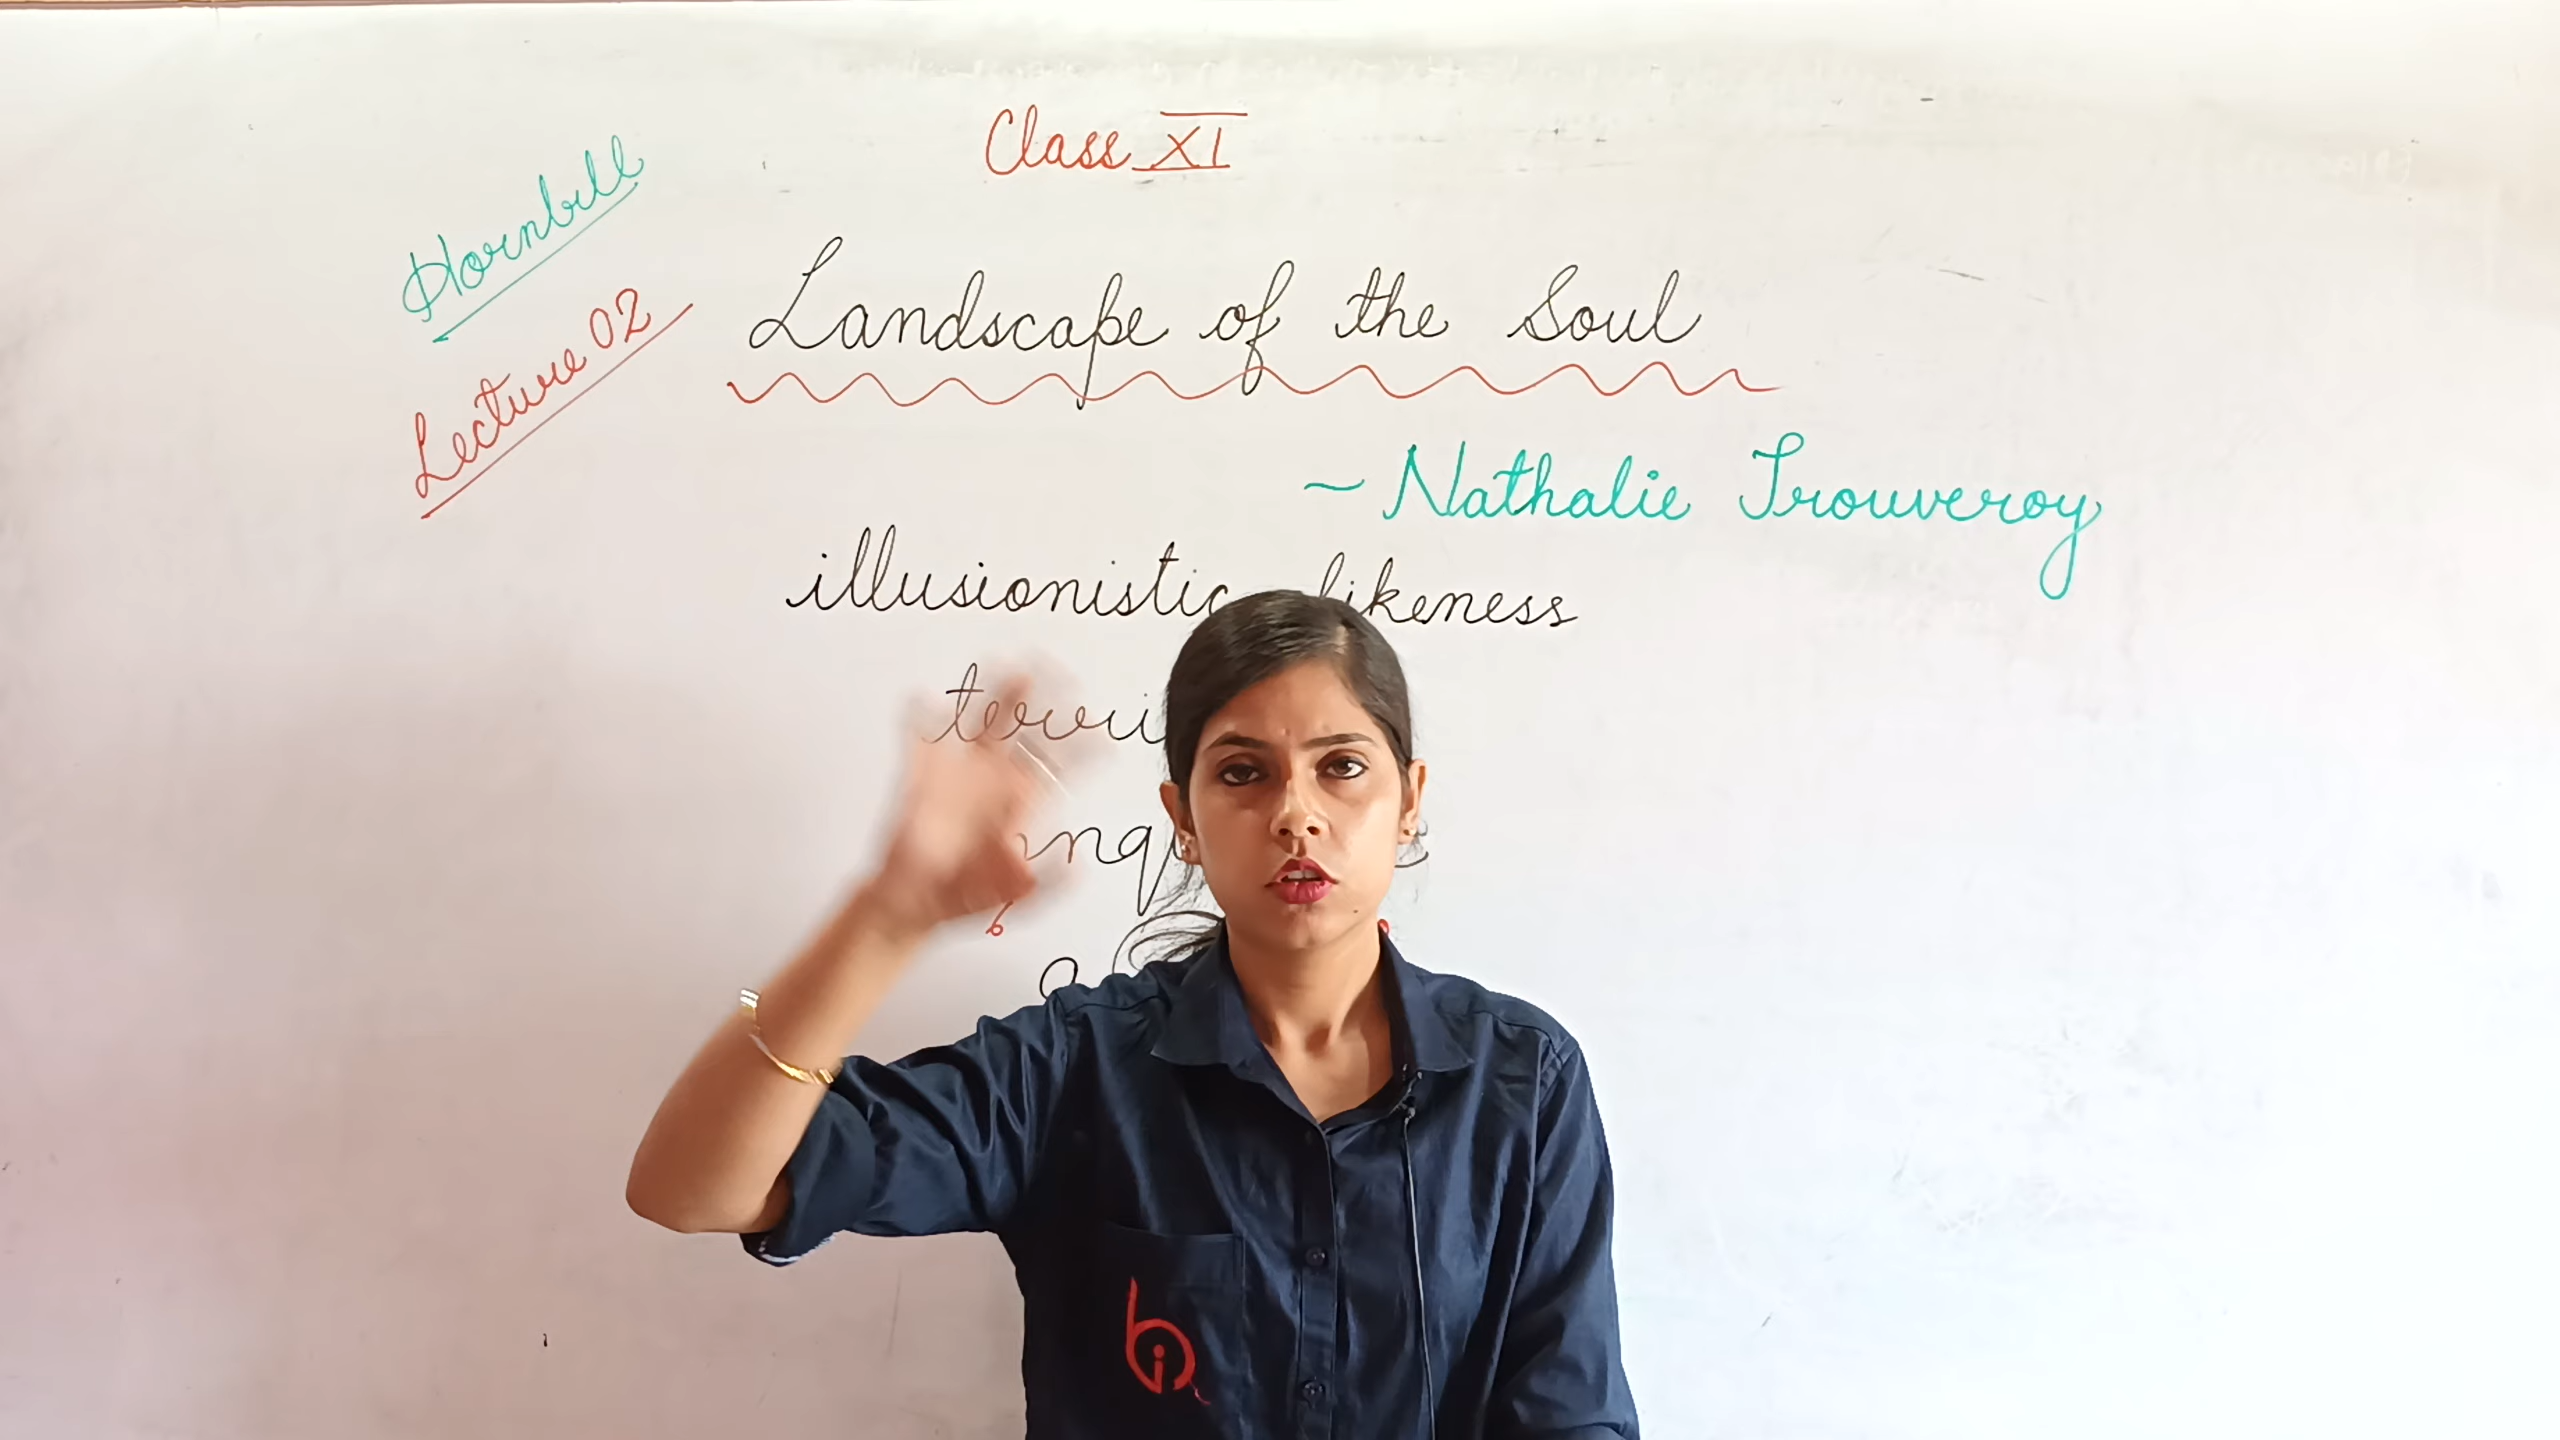 Class XI
Hornbill
Lecture 02
Landscape of the Soul
~ Nathalie Trouveroy
illusionistic likeness